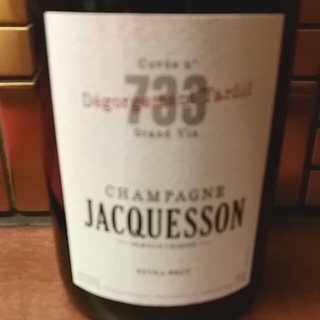 Cuvée n°
733
Dégorgement Tardif
Grand Vin
CHAMPAGNE
JACQUESSON
EXTRA-BRUT